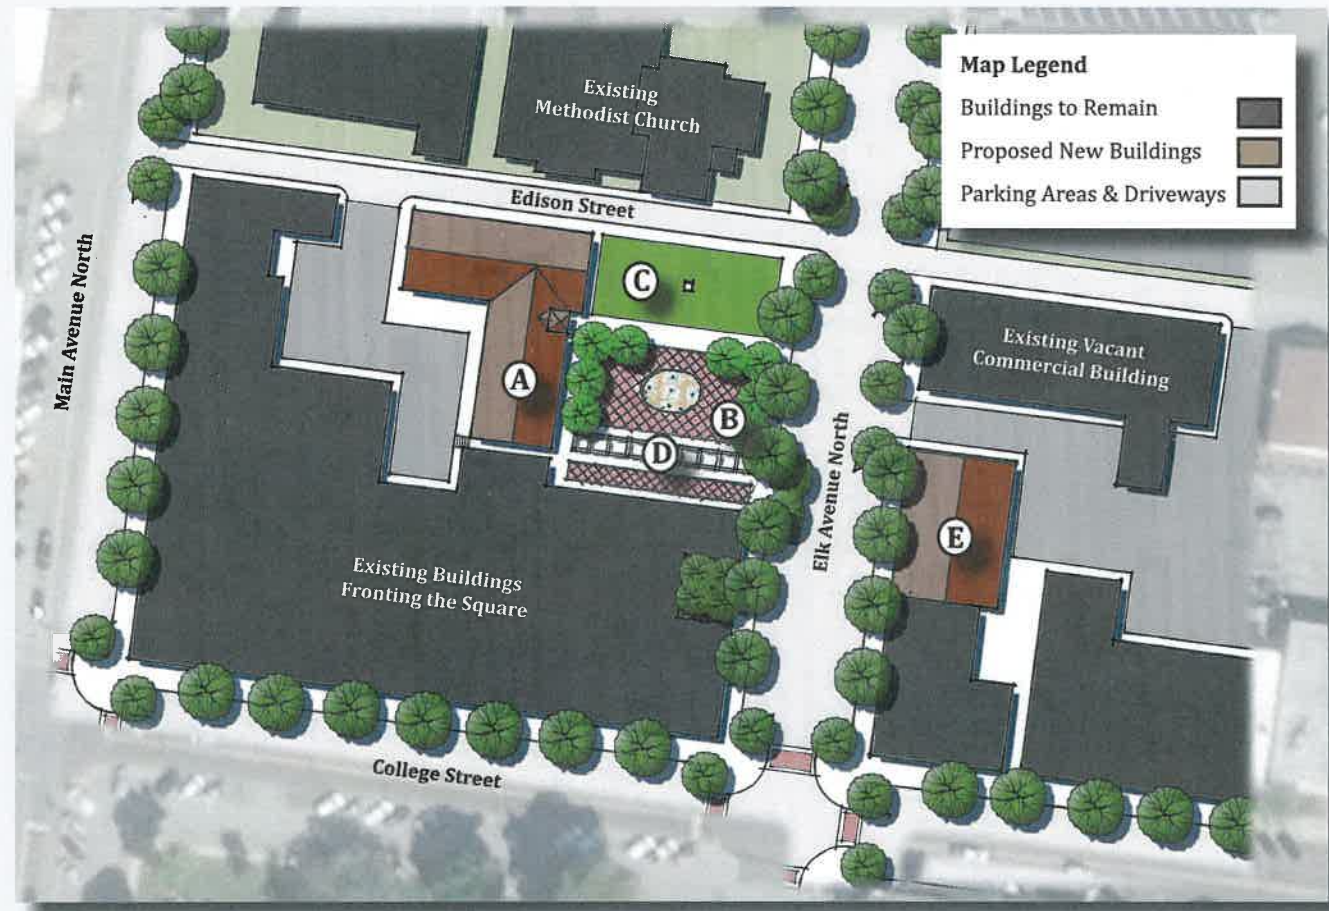 Map Legend
Buildings to Remain
Proposed New Buildings
Parking Areas & Driveways
Existing
Methodist Church
Edison Street
Main Avenue North
C
Existing Vacant
Commercial Building
A
B
D
Elk Avenue North
E
Existing Buildings
Fronting the Square
College Street